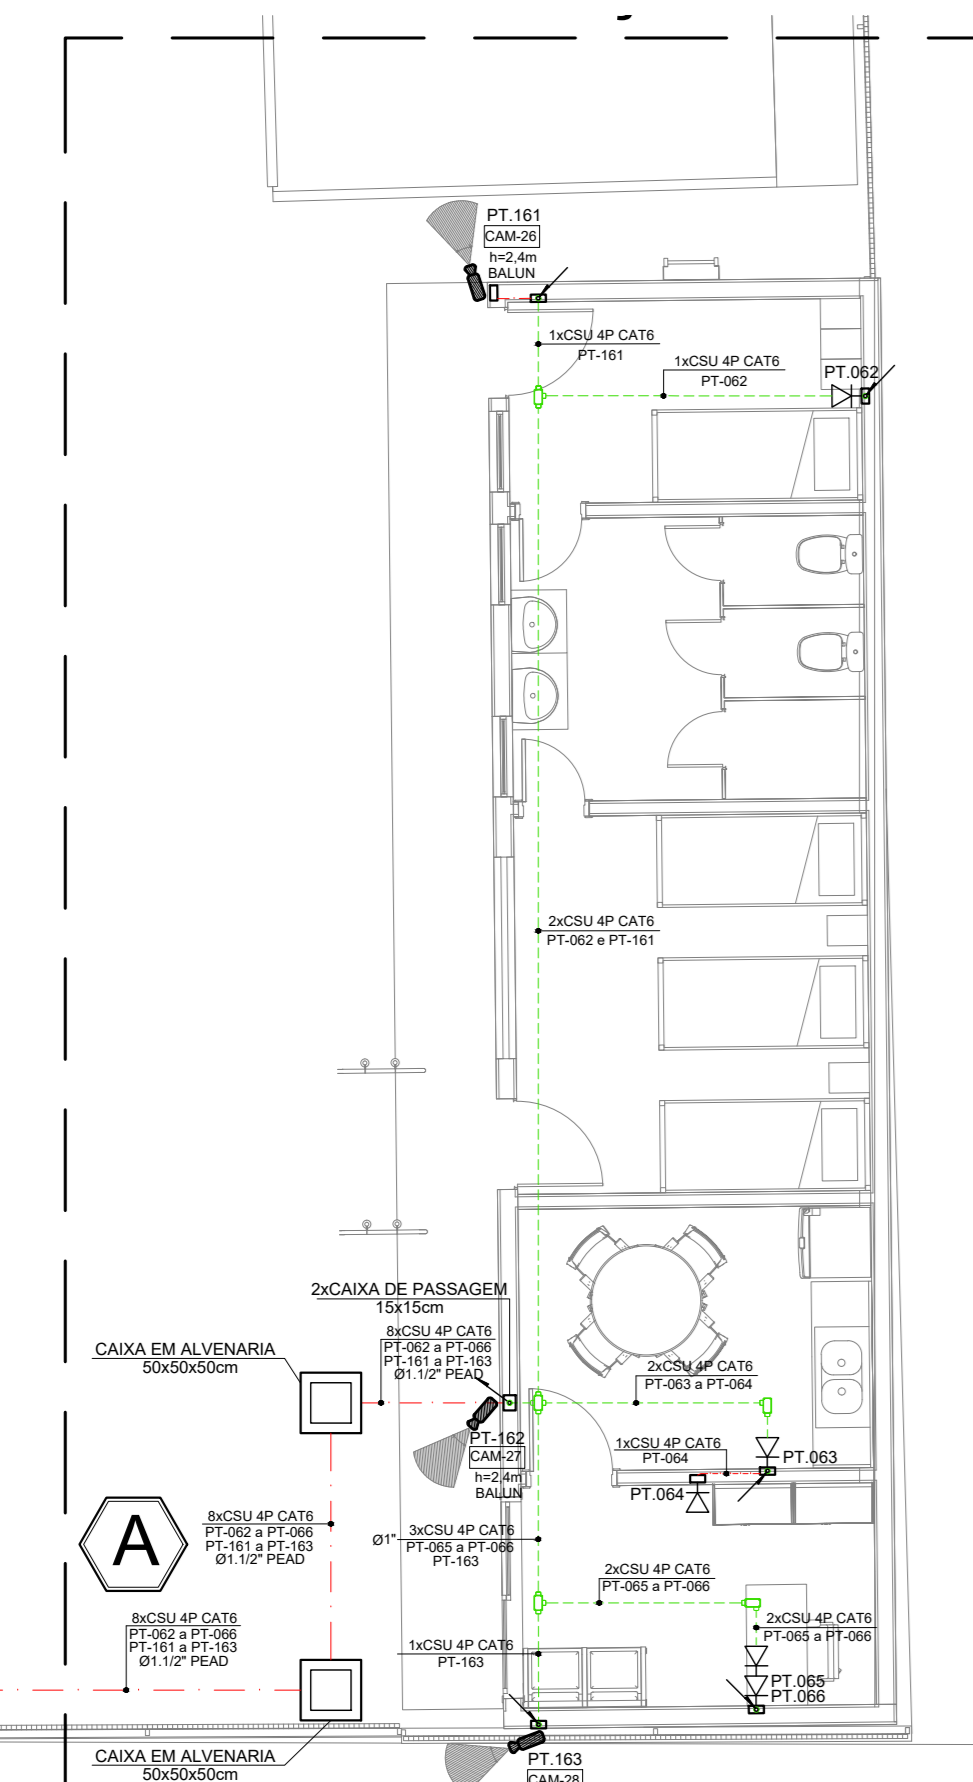 PT.161
CAM-26
h=2,4m
BALUN
1xCSU 4P CAT6
PT-161
1xCSU 4P CAT6
PT-062
PT.062
2xCSU 4P CAT6
PT-062 e PT-161
2xCAIXA DE PASSAGEM
15x15cm
8xCSU 4P CAT6
PT-062 a PT-066
PT-161 a PT-163
Ø1.1/2" PEAD
CAIXA EM ALVENARIA
50x50x50cm
2xCSU 4P CAT6
PT-063 a PT-064
PT-162
CAM-27
h=2,4m
BALUN
1xCSU 4P CAT6
PT-064
PT.063
PT.064
A
8xCSU 4P CAT6
PT-062 a PT-066
PT-161 a PT-163
Ø1.1/2" PEAD
Ø1"
3xCSU 4P CAT6
PT-065 a PT-066
PT-163
2xCSU 4P CAT6
PT-065 a PT-066
8xCSU 4P CAT6
PT-062 a PT-066
PT-161 a PT-163
Ø1.1/2" PEAD
1xCSU 4P CAT6
PT-163
2xCSU 4P CAT6
PT-065 a PT-066
PT.065
PT.066
CAIXA EM ALVENARIA
50x50x50cm
PT.163
CAM-28